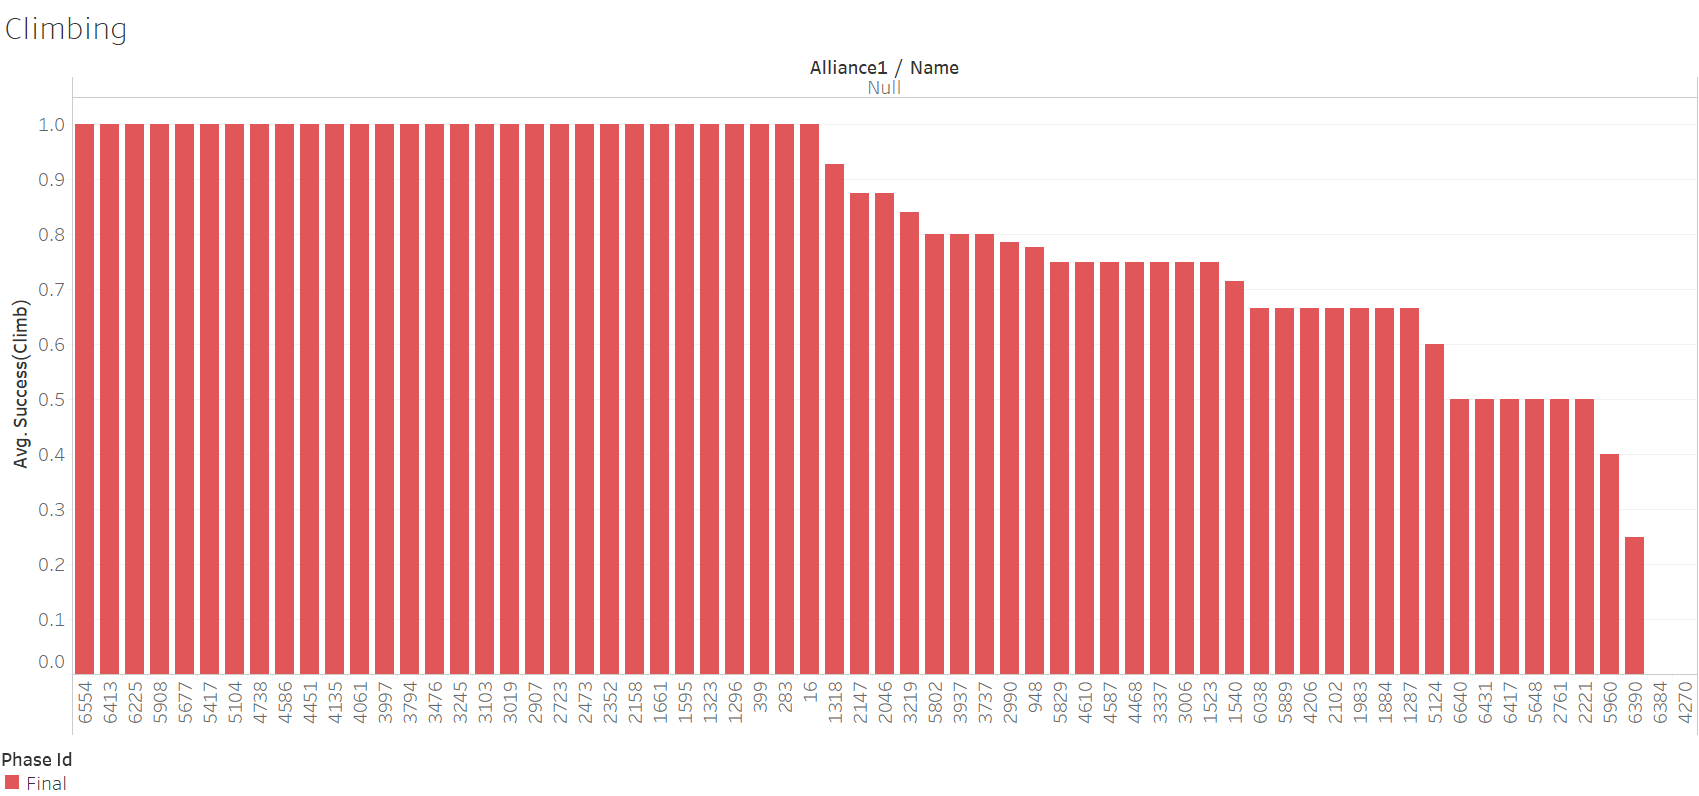 Climbing
Alliance1 / Name
Null
Avg. Success(Climb)
1.0
0.9
0.8
0.7
0.6
0.5
0.4
0.3
0.2
0.1
0.0
6554 6413 6225 5908 5677 5417 5104 4738 4586 4451 4135 4061 3997 3794 3476 3245 3103 3019 2907 2723 2473 2352 2158 1661 1595 1323 1296 399 283 16 1318 2147 2046 3219 5802 3937 3737 2990 948 5829 4610 4587 4468 3337 3006 1523 1540 6038 5889 4206 2102 1983 1884 1287 5124 6640 6431 6417 5648 2761 2221 5960 6390 6384 4270
Phase Id
Final